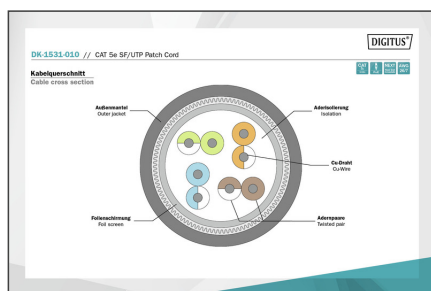 DIGITUS®
DK-1531-010 // CAT 5e SF/UTP Patch Cord
Kabelquerschnitt
Cable cross section
Außenmantel
Outer jacket
Aderisolierung
Isolation
Cu-Draht
Cu-Wire
Folienschirmung
Foil screen
Adernpaare
Twisted pair